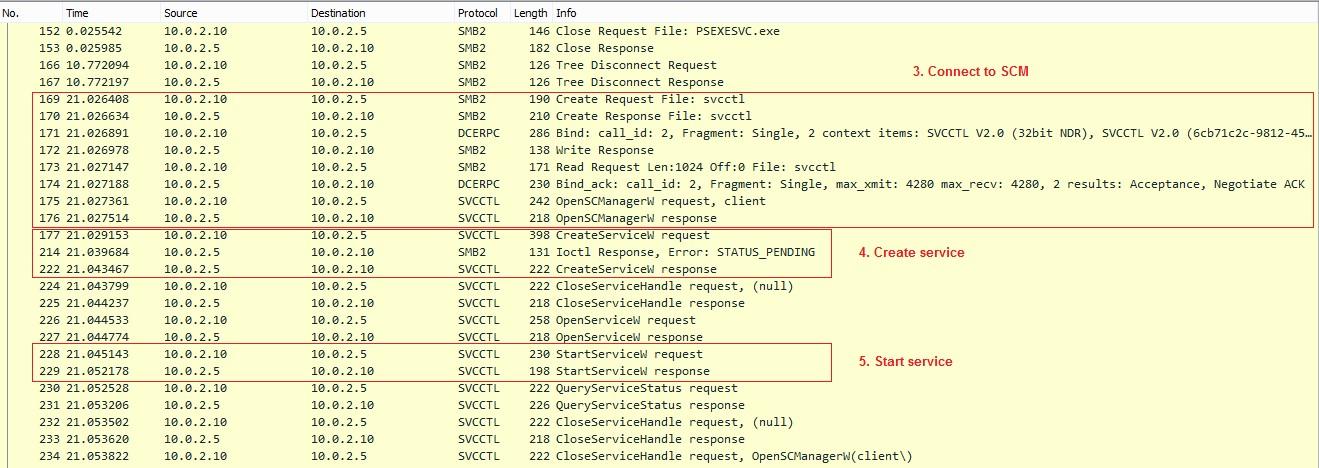 No. Time Source Destination Protocol Length Info
152 0.025542 10.0.2.10 10.0.2.5 SMB2 146 Close Request File: PSEXESVC.exe
153 0.025985 10.0.2.5 10.0.2.10 SMB2 182 Close Response
166 10.772094 10.0.2.10 10.0.2.5 SMB2 126 Tree Disconnect Request
167 10.772197 10.0.2.5 10.0.2.10 SMB2 126 Tree Disconnect Response
3. Connect to SCM
169 21.026408 10.0.2.10 10.0.2.5 SMB2 190 Create Request File: svcctl
170 21.026634 10.0.2.5 10.0.2.10 SMB2 210 Create Response File: svcctl
171 21.026891 10.0.2.10 10.0.2.5 DCERPC 286 Bind: call_id: 2, Fragment: Single, 2 context items: SVCCTL V2.0 (32bit NDR), SVCCTL V2.0 (6cb71c2c-9812-45…
172 21.026978 10.0.2.5 10.0.2.10 SMB2 138 Write Response
173 21.027147 10.0.2.10 10.0.2.5 SMB2 171 Read Request Len:1024 Off:0 File: svcctl
174 21.027188 10.0.2.5 10.0.2.10 DCERPC 230 Bind_ack: call_id: 2, Fragment: Single, max_xmit: 4280 max_recv: 4280, 2 results: Acceptance, Negotiate ACK
175 21.027361 10.0.2.10 10.0.2.5 SVCCTL 242 OpenSCManagerW request, client
176 21.027514 10.0.2.5 10.0.2.10 SVCCTL 218 OpenSCManagerW response
177 21.029153 10.0.2.10 10.0.2.5 SVCCTL 398 CreateServiceW request
214 21.039684 10.0.2.5 10.0.2.10 SMB2 131 Ioctl Response, Error: STATUS_PENDING
4. Create service
222 21.043467 10.0.2.5 10.0.2.10 SVCCTL 222 CreateServiceW response
224 21.043799 10.0.2.10 10.0.2.5 SVCCTL 222 CloseServiceHandle request, (null)
225 21.044237 10.0.2.5 10.0.2.10 SVCCTL 218 CloseServiceHandle response
226 21.044533 10.0.2.10 10.0.2.5 SVCCTL 258 OpenServiceW request
227 21.044774 10.0.2.5 10.0.2.10 SVCCTL 218 OpenServiceW response
228 21.045143 10.0.2.10 10.0.2.5 SVCCTL 230 StartServiceW request
5. Start service
229 21.052178 10.0.2.5 10.0.2.10 SVCCTL 198 StartServiceW response
230 21.052528 10.0.2.10 10.0.2.5 SVCCTL 222 QueryServiceStatus request
231 21.053206 10.0.2.5 10.0.2.10 SVCCTL 226 QueryServiceStatus response
232 21.053502 10.0.2.10 10.0.2.5 SVCCTL 222 CloseServiceHandle request, (null)
233 21.053620 10.0.2.5 10.0.2.10 SVCCTL 218 CloseServiceHandle response
234 21.053822 10.0.2.10 10.0.2.5 SVCCTL 222 CloseServiceHandle request, OpenSCManagerW(client\)